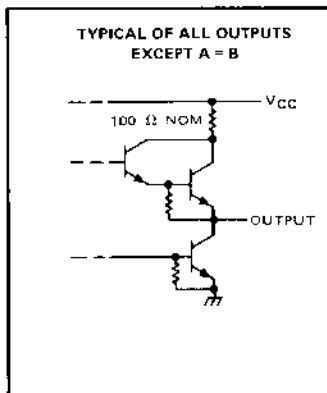 TYPICAL OF ALL OUTPUTS
EXCEPT A = B
VCC
100 Ω NOM
OUTPUT